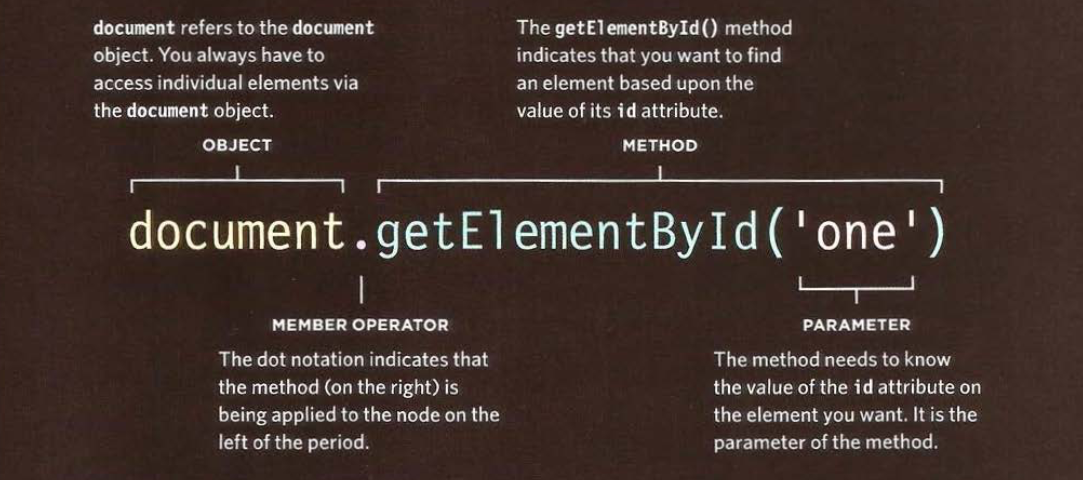 document refers to the document
object. You always have to
access individual elements via
the document object.
OBJECT
The getElementById() method
indicates that you want to find
an element based upon the
value of its id attribute.
METHOD
document.getElementById('one')
MEMBER OPERATOR
The dot notation indicates that
the method (on the right) is
being applied to the node on the
left of the period.
PARAMETER
The method needs to know
the value of the id attribute on
the element you want. It is the
parameter of the method.